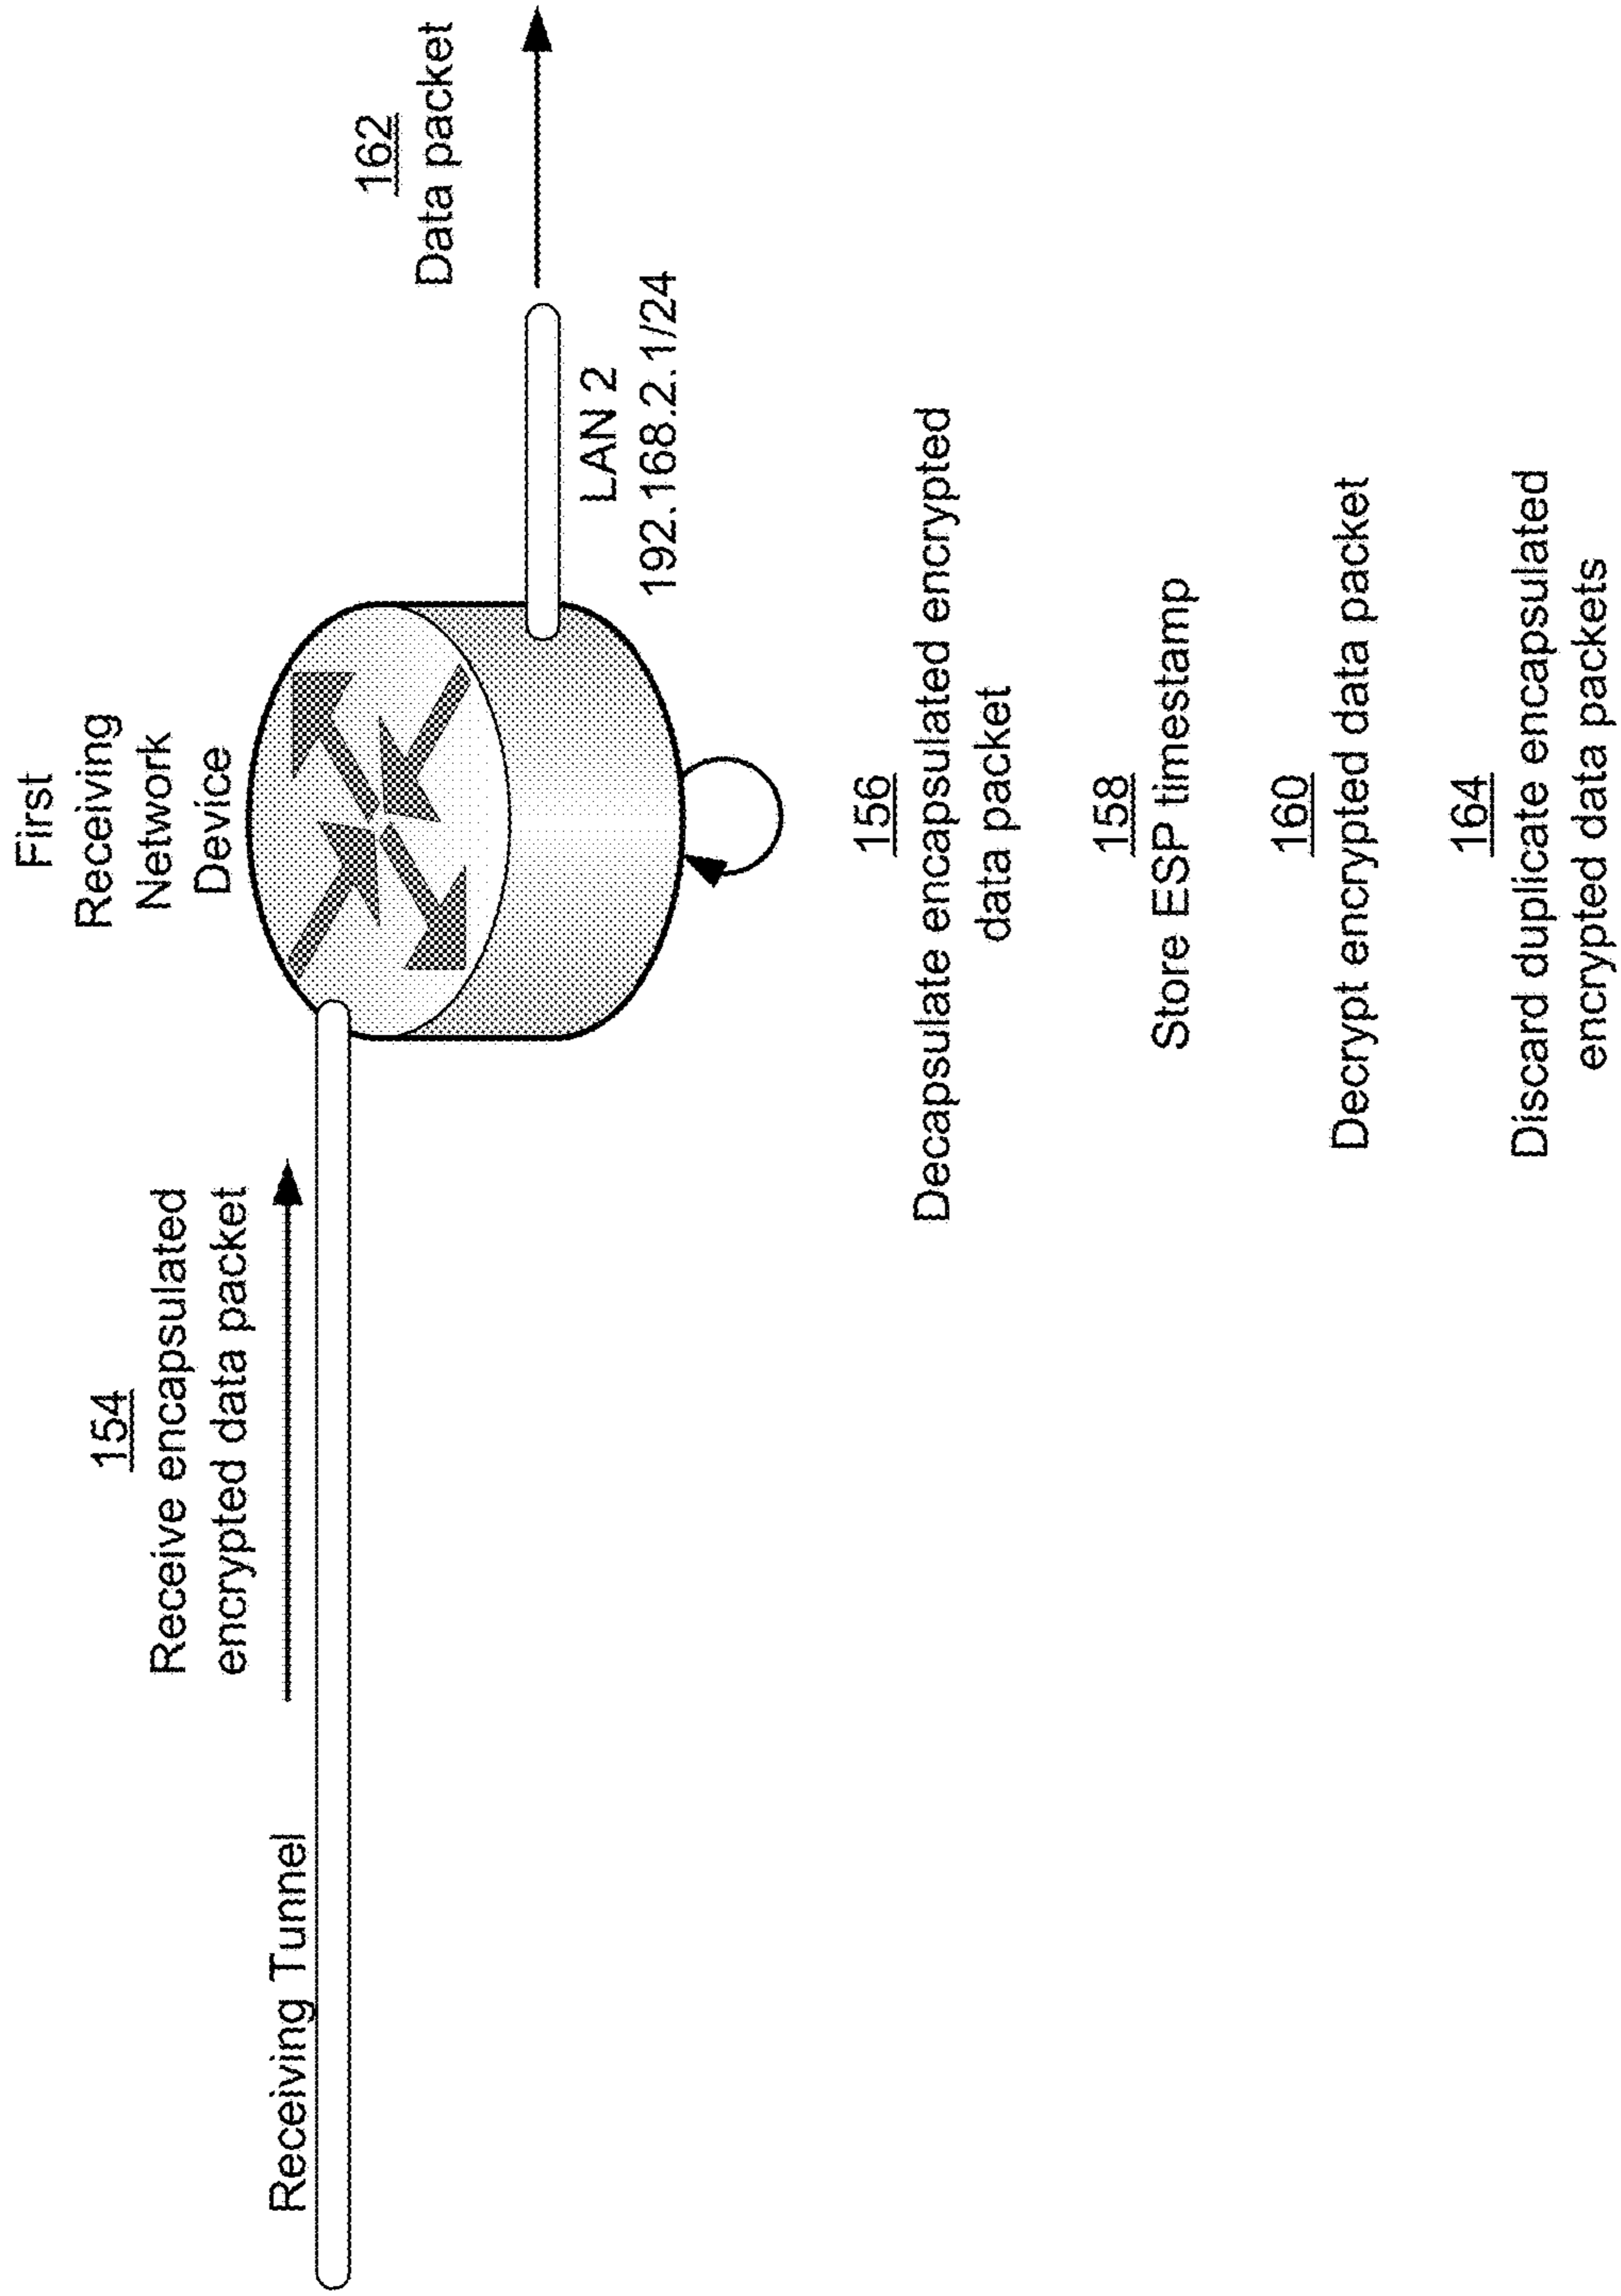 First
Receiving
Network
Device
154
Receive encapsulated
encrypted data packet
Receiving Tunnel
162
Data packet
LAN 2
192.168.2.1/24
156
Decapsulate encapsulated encrypted
data packet
158
Store ESP timestamp
160
Decrypt encrypted data packet
164
Discard duplicate encapsulated
encrypted data packets